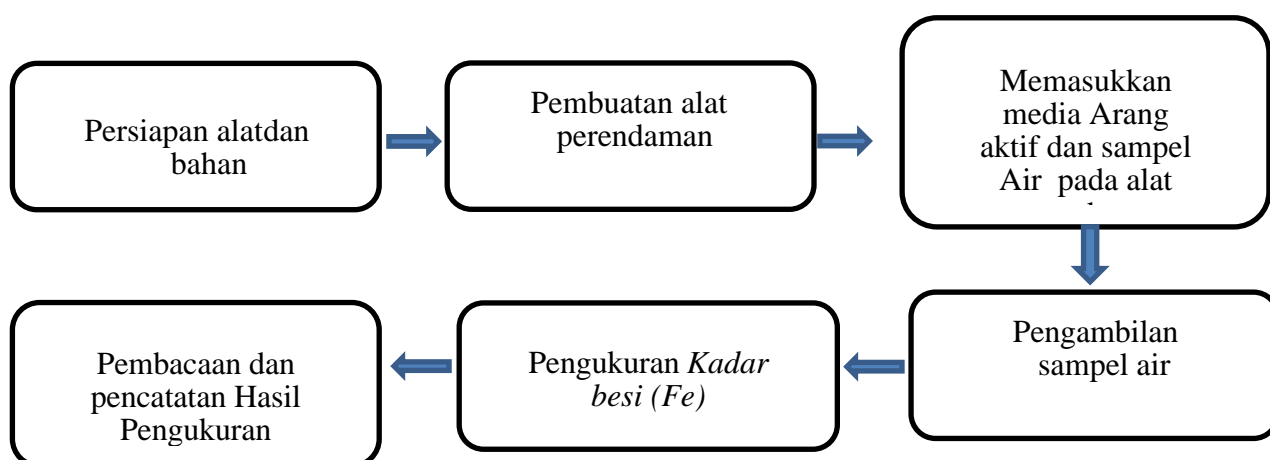 Persiapan alatdan
bahan
Pembuatan alat
perendaman
Memasukkan
media Arang
aktif dan sampel
Air pada alat
Pengambilan
sampel air
Pengukuran Kadar
besi (Fe)
Pembacaan dan
pencatatan Hasil
Pengukuran